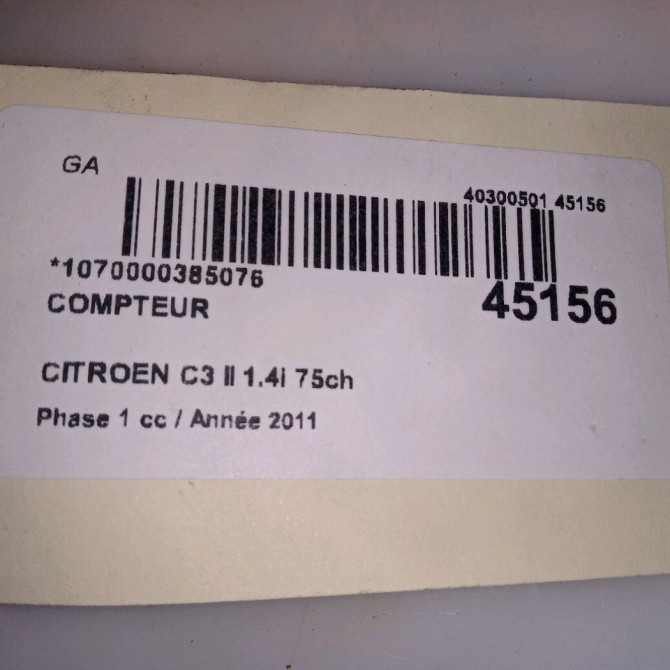 GA
40300501 45156
*1070000385076
45156
COMPTEUR
CITROEN C3 II 1.4i 75ch
Phase 1 cc / Année 2011